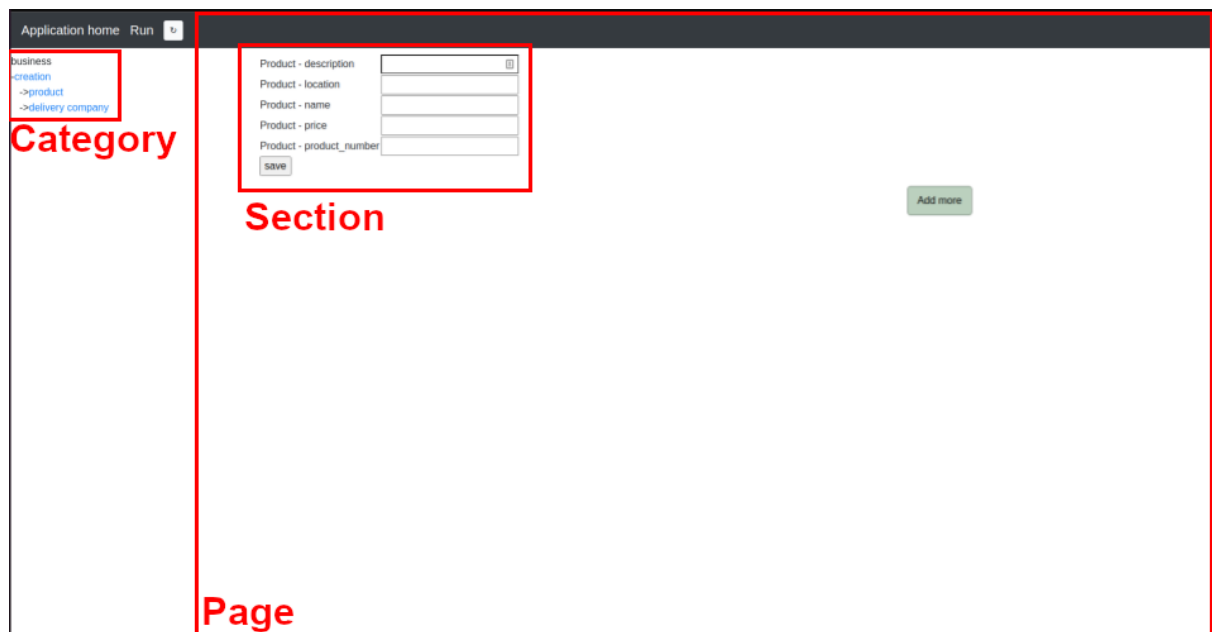 Application home Run ↻
business
-creation
->product
->delivery company
Category
Product - description
Product - location
Product - name
Product - price
Product - product_number
save
Section
Add more
Page